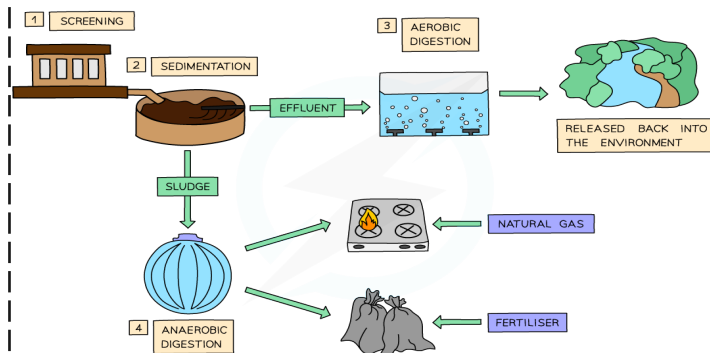 1 SCREENING
2 SEDIMENTATION
3 AEROBIC
DIGESTION
EFFLUENT
RELEASED BACK INTO
THE ENVIRONMENT
SLUDGE
NATURAL GAS
4 ANAEROBIC
DIGESTION
FERTILISER